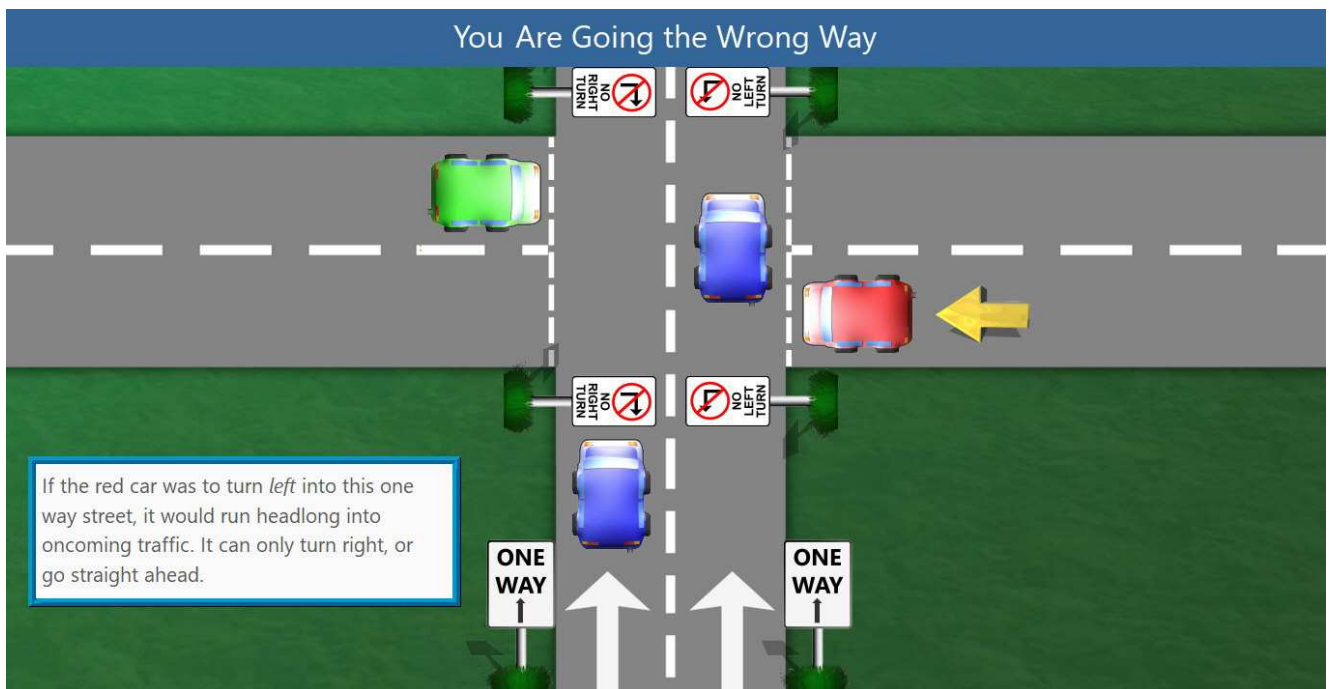 You Are Going the Wrong Way
NO
RIGHT
TURN
NO
LEFT
TURN
NO
RIGHT
TURN
NO
LEFT
TURN
If the red car was to turn left into this one
way street, it would run headlong into
oncoming traffic. It can only turn right, or
go straight ahead.
ONE
WAY
ONE
WAY